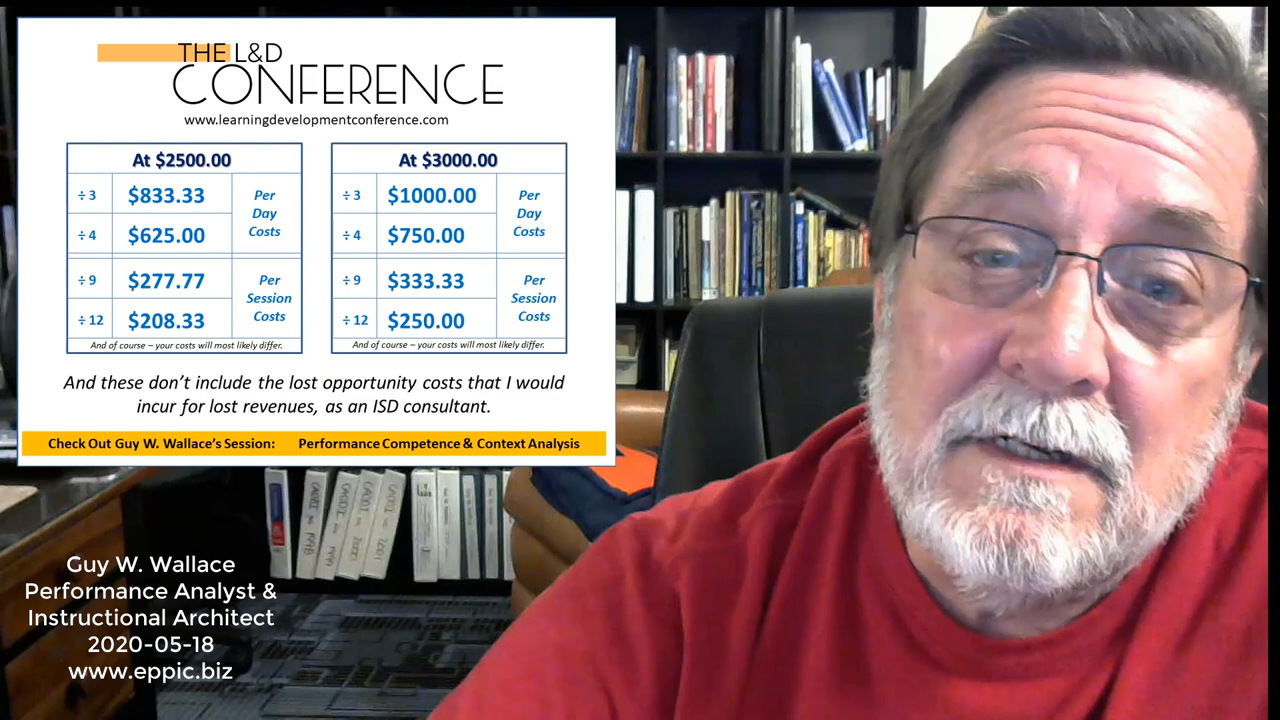 THE L&D
CONFERENCE
www.learningdevelopmentconference.com
At $2500.00
÷ 3 $833.33
÷ 4 $625.00
Per
Day
Costs
÷ 9 $277.77
÷ 12 $208.33
Per
Session
Costs
And of course – your costs will most likely differ.
At $3000.00
÷ 3 $1000.00
÷ 4 $750.00
Per
Day
Costs
÷ 9 $333.33
÷ 12 $250.00
Per
Session
Costs
And of course – your costs will most likely differ.
And these don’t include the lost opportunity costs that I would
incur for lost revenues, as an ISD consultant.
Check Out Guy W. Wallace’s Session: Performance Competence & Context Analysis
Guy W. Wallace
Performance Analyst &
Instructional Architect
2020-05-18
www.eppic.biz